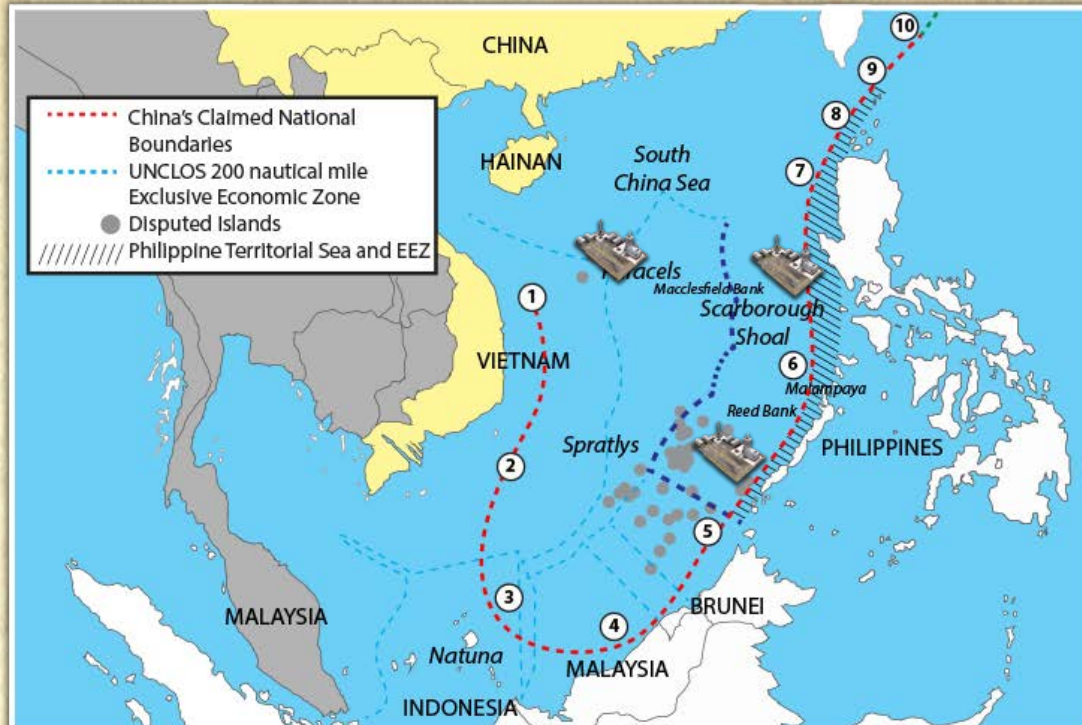 CHINA
10
9
China's Claimed National
Boundaries
UNCLOS 200 nautical mile
Exclusive Economic Zone
Disputed Islands
Philippine Territorial Sea and EEZ
HAINAN
South
China Sea
8
7
Paracels
Macclesfield Bank
Scarborough
Shoal
1
VIETNAM
6
Malampaya
Reed Bank
PHILIPPINES
Spratlys
2
5
3
BRUNEI
MALAYSIA
4
Natuna
MALAYSIA
INDONESIA